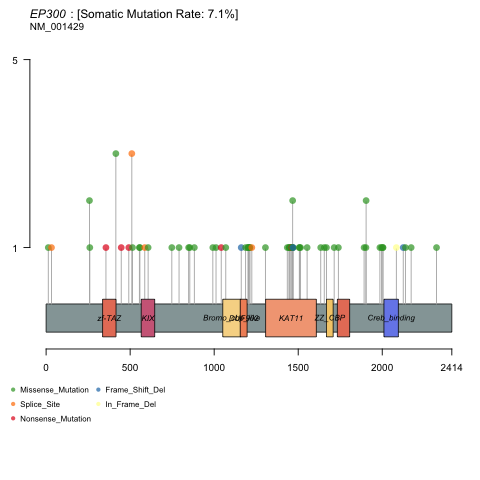 EP300 : [Somatic Mutation Rate: 7.1%]
NM_001429
5
1
zf-TAZ
KIX
KAT11
ZZ_CBP
Creb_binding
0
500
1000
1500
2000
2414
Missense_Mutation
Frame_Shift_Del
Splice_Site
In_Frame_Del
Nonsense_Mutation